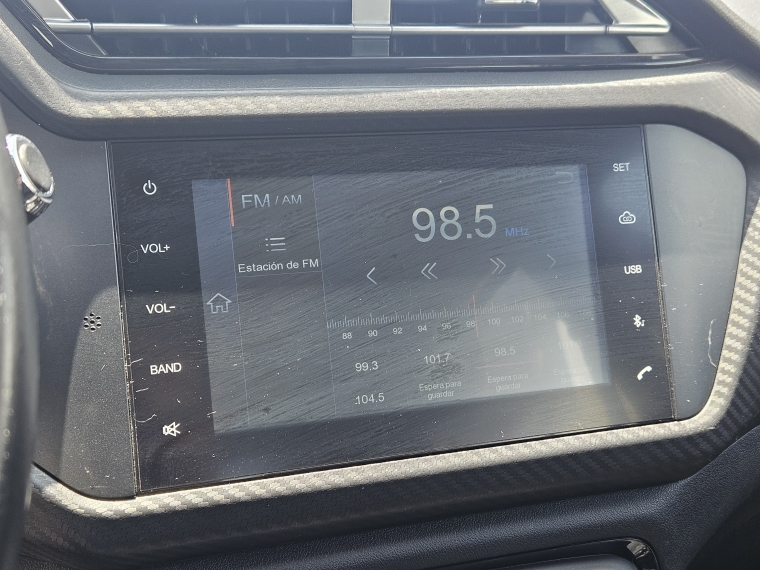 FM / AM
Estación de FM
98.5 MHz
88 90 92 94 96 98 100 102 104
99.3 101.7 98.5
Espera para guardar
Espera para guardar
104.5
VOL+
VOL-
BAND
SET
USB